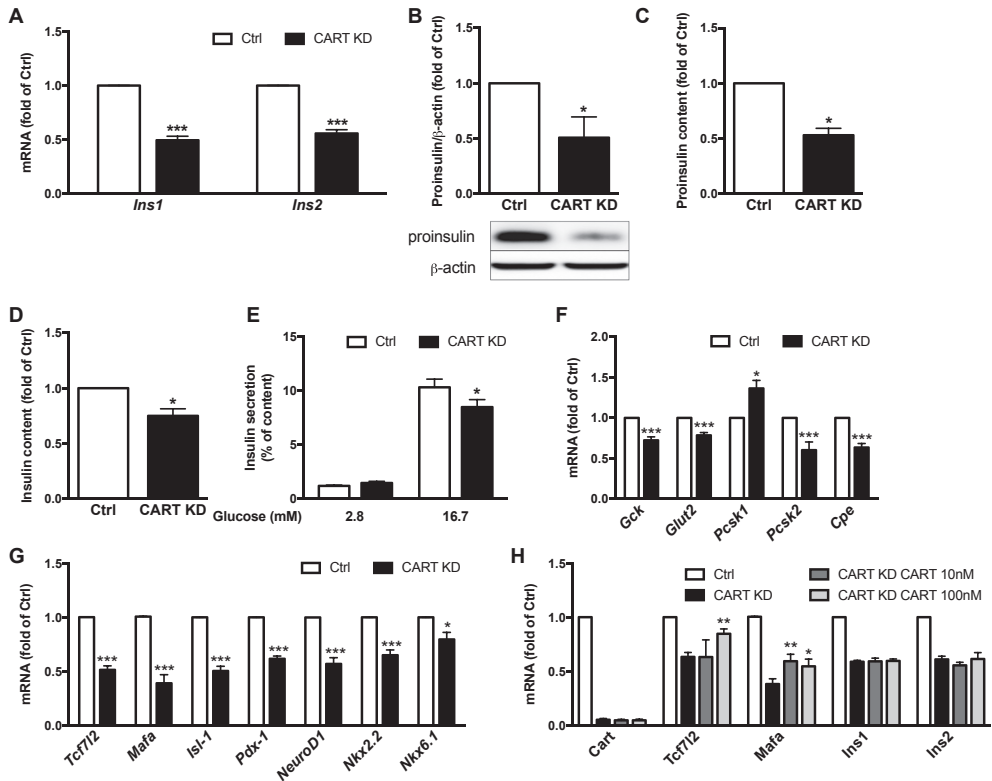 A
mRNA (fold of Ctrl)
1.5
1.0
0.5
0.0
Ctrl
CART KD
***
***
Ins1
Ins2
B
Proinsulin/β-actin (fold of Ctrl)
1.5
1.0
0.5
0.0
*
Ctrl
CART KD
proinsulin
β-actin
C
Proinsulin content (fold of Ctrl)
1.5
1.0
0.5
0.0
*
Ctrl
CART KD
D
Insulin content (fold of Ctrl)
1.5
1.0
0.5
0.0
*
Ctrl
CART KD
E
Insulin secretion
(% of content)
15
10
5
0
Ctrl
CART KD
*
Glucose (mM)
2.8
16.7
F
mRNA (fold of Ctrl)
2.0
1.5
1.0
0.5
0.0
Ctrl
CART KD
***
***
*
***
***
Gck
Glut2
Pcsk1
Pcsk2
Cpe
G
mRNA (fold of Ctrl)
1.5
1.0
0.5
0.0
Ctrl
CART KD
***
***
***
***
***
***
*
Tcf7l2
Mafa
Isl-1
Pdx-1
NeuroD1
Nkx2.2
Nkx6.1
H
mRNA (fold of Ctrl)
1.5
1.0
0.5
0.0
Ctrl
CART KD
CART KD CART 10nM
CART KD CART 100nM
**
**
*
Cart
Tcf7l2
Mafa
Ins1
Ins2